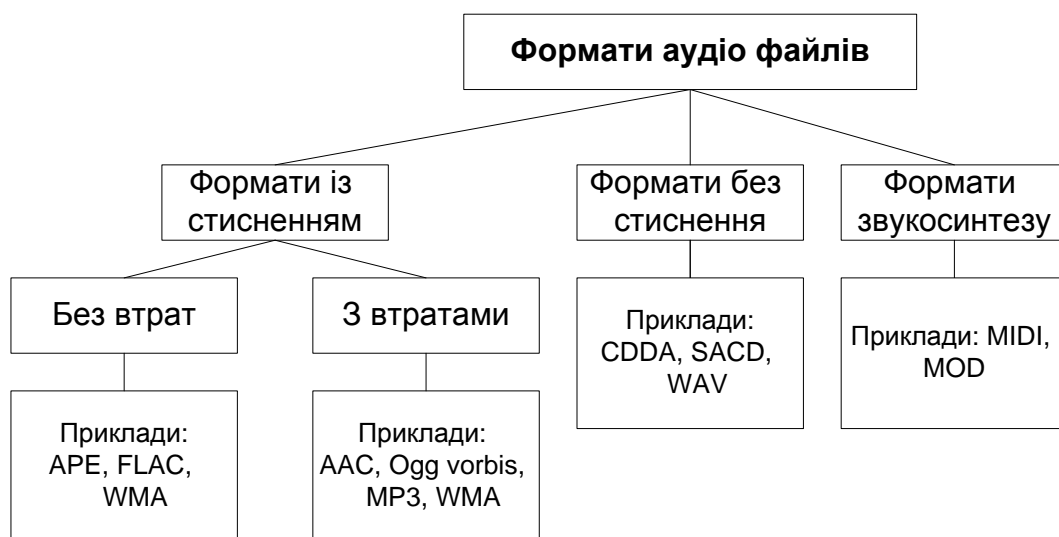 Формати аудіо файлів
Формати із
стисненням
Формати без
стиснення
Формати
звукосинтезу
Без втрат
З втратами
Приклади:
CDDA, SACD,
WAV
Приклади: MIDI,
MOD
Приклади:
APE, FLAC,
WMA
Приклади:
AAC, Ogg vorbis,
MP3, WMA